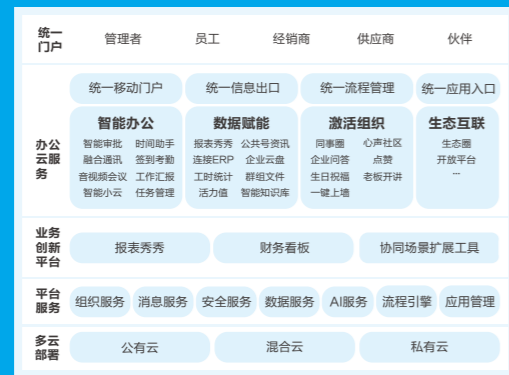 统一
门户
管理者 员工 经销商 供应商 伙伴
办公
云服
务
统一移动门户 统一信息出口 统一流程管理 统一应用入口
智能办公
智能审批 时间助手
融合通讯 签到考勤
音视频会议 工作汇报
智能小云 任务管理
数据赋能
报表秀秀 公共号资讯
连接ERP 企业云盘
工时统计 群组文件
活力值 智能知识库
激活组织
同事圈 心声社区
企业问答 点赞
生日祝福 老板开讲
一键上墙
生态互联
生态圈
开放平台
...
业务
创新
平台
报表秀秀 财务看板 协同场景扩展工具
平台
服务
组织服务 消息服务 安全服务 数据服务 AI服务 流程引擎 应用管理
多云
部署
公有云 混合云 私有云